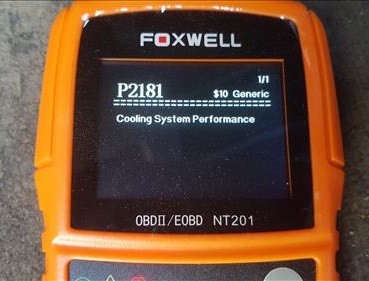 FOXWELL
1/1
P2181 $10 Generic
========================
Cooling System Performance
OBDII/EOBD NT201